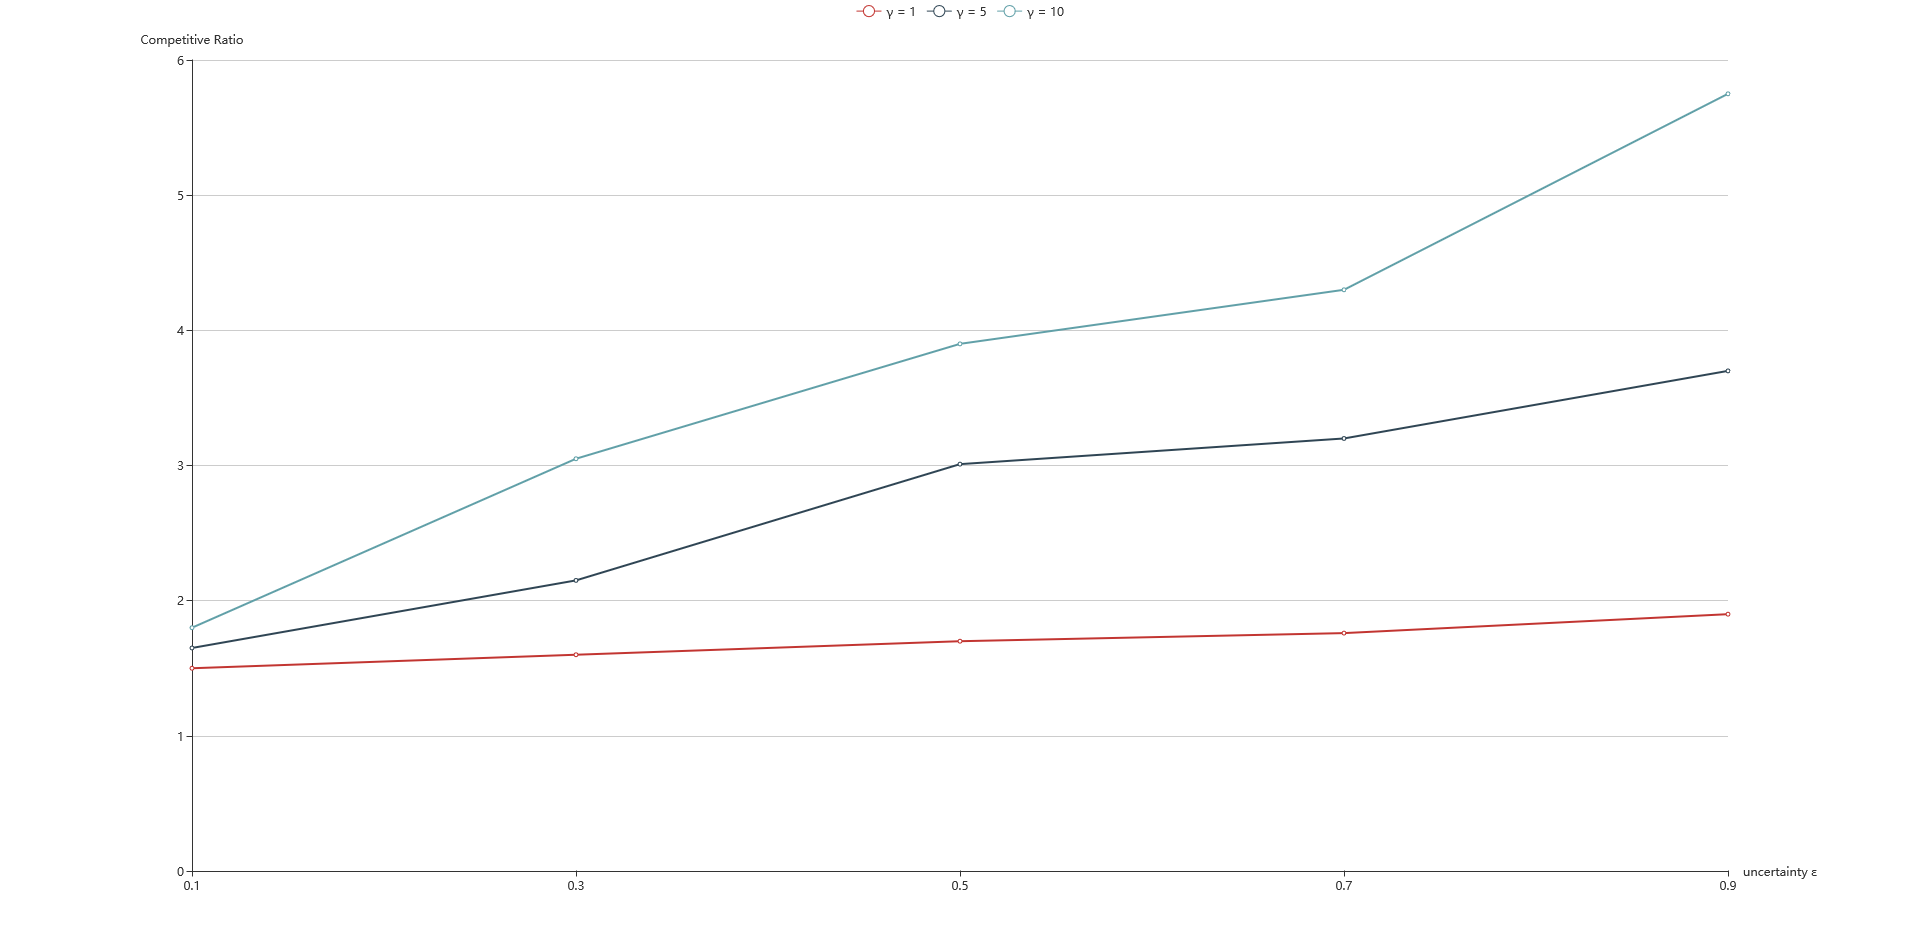 γ = 1 γ = 5 γ = 10
Competitive Ratio
6
5
4
3
2
1
0
0.1 0.3 0.5 0.7 0.9
uncertainty ε